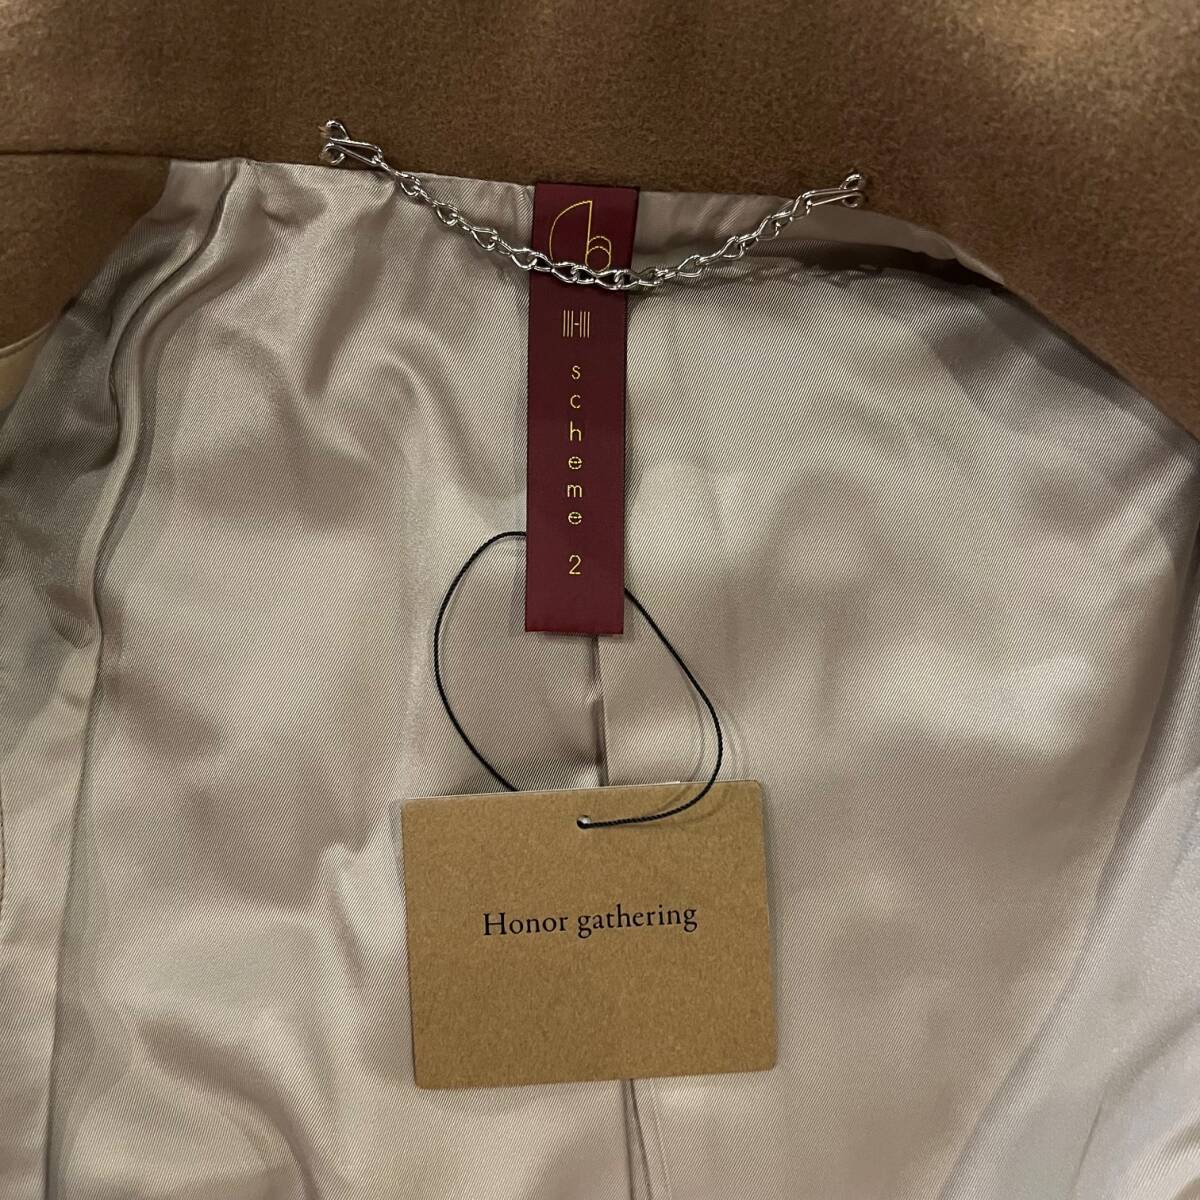 H
scheme
2
Honor gathering